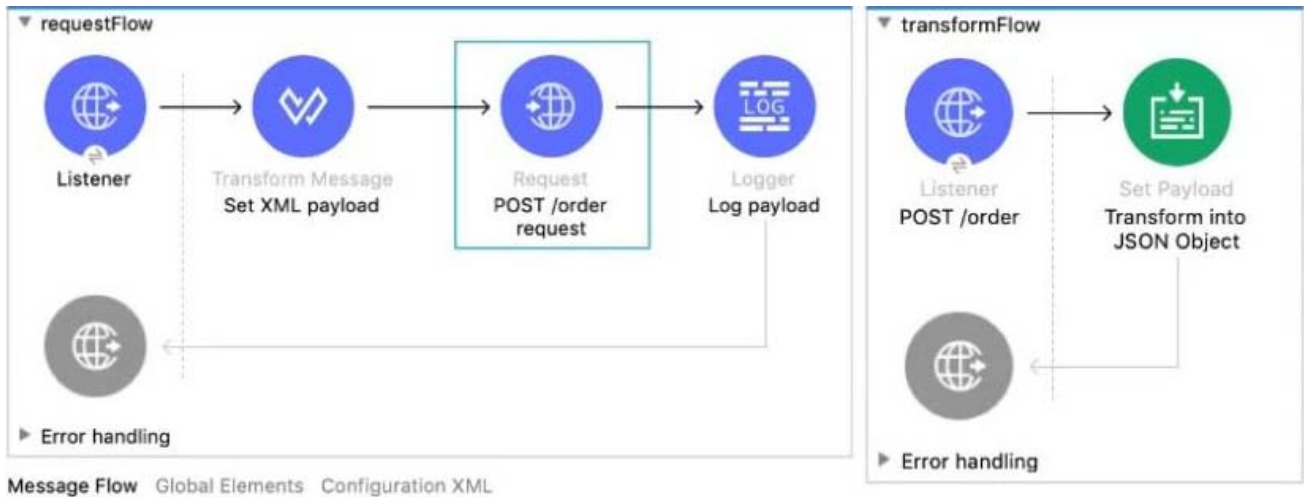 requestFlow
Listener
Transform Message
Set XML payload
Request
POST /order
request
LOG
Logger
Log payload
Error handling
Message Flow Global Elements Configuration XML
transformFlow
Listener
POST /order
Set Payload
Transform into
JSON Object
Error handling